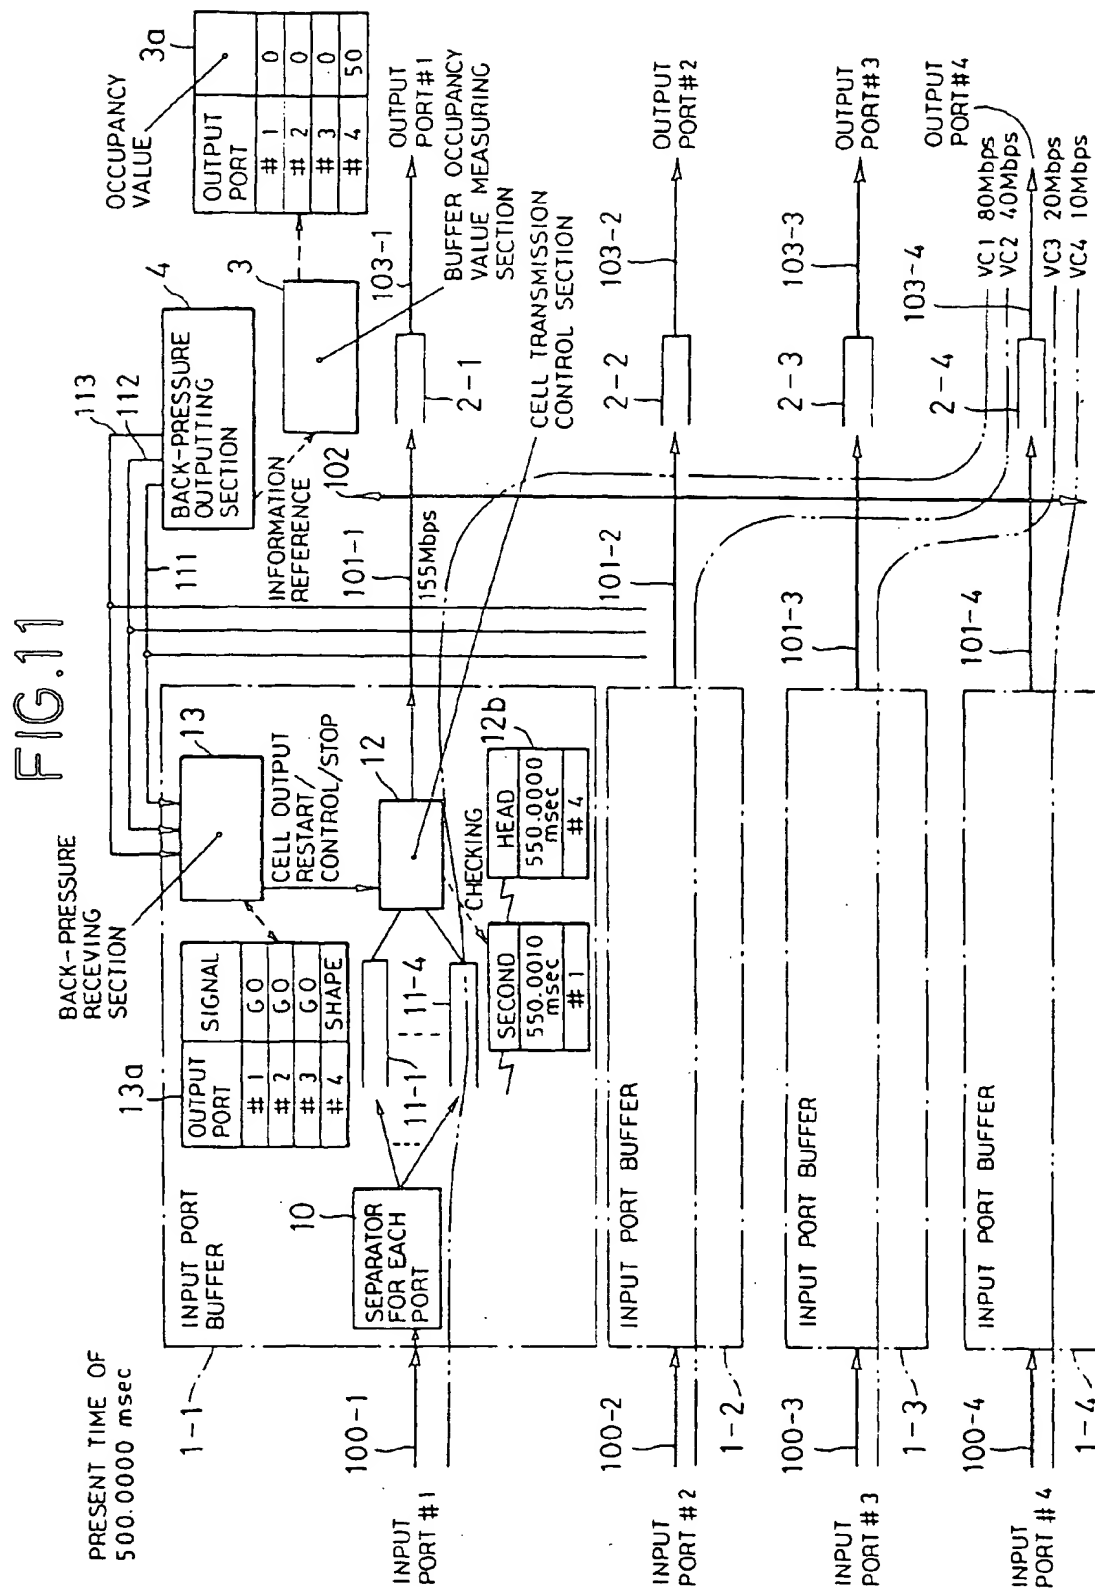 FIG.11
PRESENT TIME OF
500.0000 msec
1-1
INPUT PORT
BUFFER
BACK-PRESSURE
RECEVING
SECTION
13a
OUTPUT
PORT
SIGNAL
# 1 GO
# 2 GO
# 3 GO
# 4 SHAPE
13
CELL OUTPUT
RESTART/
CONTROL/STOP
12
10
SEPARATOR
FOR EACH
PORT
11-1
11-4
CHECKING
SECOND
550.0010
msec
# 1
HEAD
550.0000
msec
# 4
12b
100-1
INPUT
PORT #1
111
112
113
4
BACK-PRESSURE
OUTPUTTING
SECTION
INFORMATION
REFERENCE
102
3
OCCUPANCY
VALUE
3a
OUTPUT
PORT
# 1 0
# 2 0
# 3 0
# 4 50
101-1
155Mbps
2-1
103-1
OUTPUT
PORT#1
BUFFER OCCUPANCY
VALUE MEASURING
SECTION
CELL TRANSMISSION
CONTROL SECTION
INPUT PORT BUFFER
100-2
INPUT
PORT #2
1-2
101-2
2-2
103-2
OUTPUT
PORT#2
INPUT PORT BUFFER
100-3
INPUT
PORT #3
1-3
101-3
2-3
103-3
OUTPUT
PORT#3
INPUT PORT BUFFER
100-4
INPUT
PORT #4
1-4
101-4
2-4
103-4
OUTPUT
PORT#4
VC1 80Mbps
VC2 40Mbps
VC3 20Mbps
VC4 10Mbps